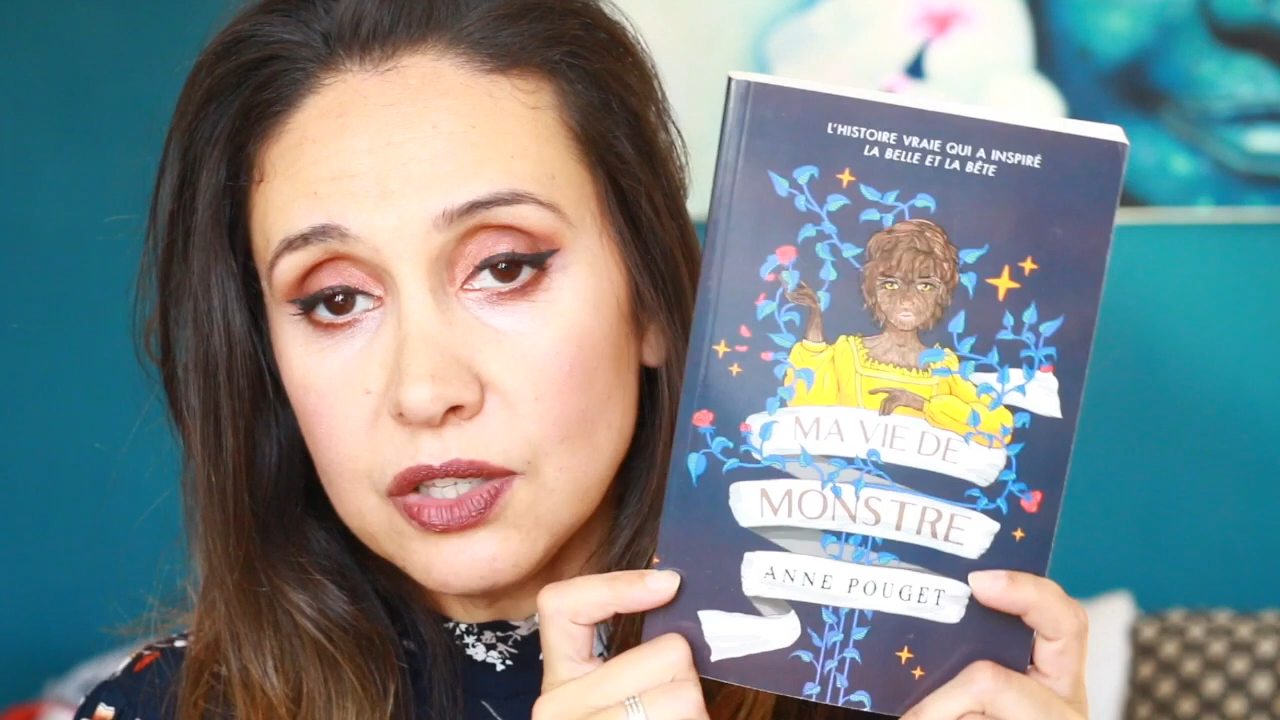 L'HISTOIRE VRAIE QUI A INSPIRÉ
LA BELLE ET LA BÊTE
MA VIE DE
MONSTRE
ANNE POUGET